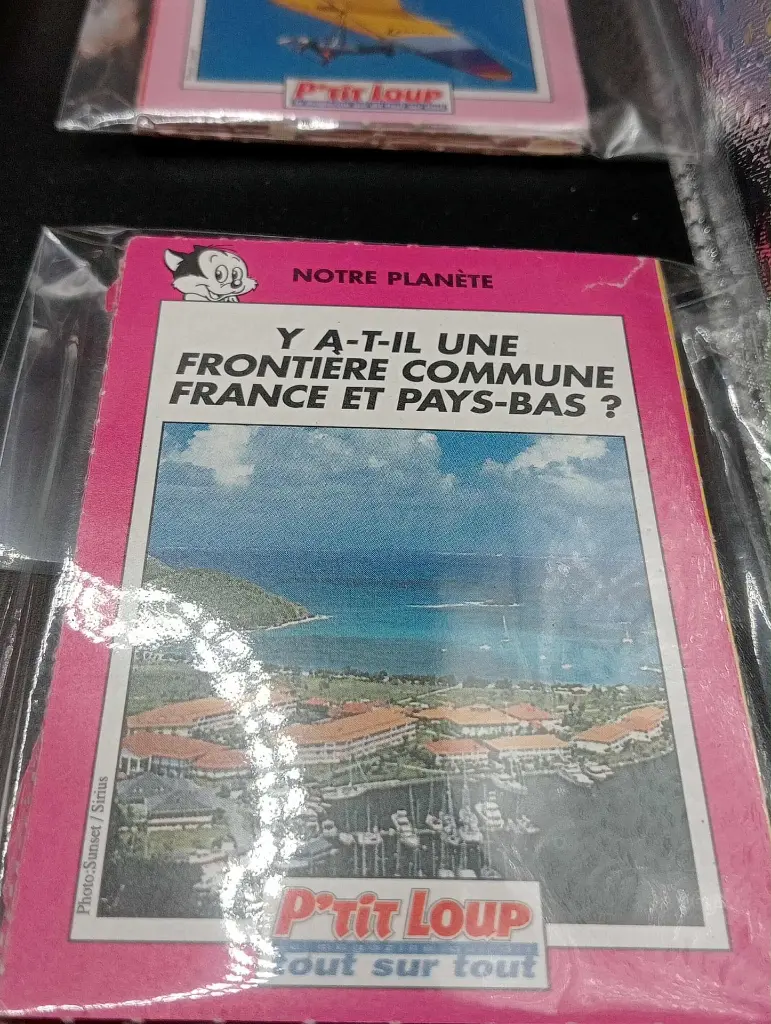 P'tit Loup
NOTRE PLANÈTE
Y A-T-IL UNE
FRONTIÈRE COMMUNE
FRANCE ET PAYS-BAS ?
Photo:Sunset / Sirius
P'tit Loup
tout sur tout